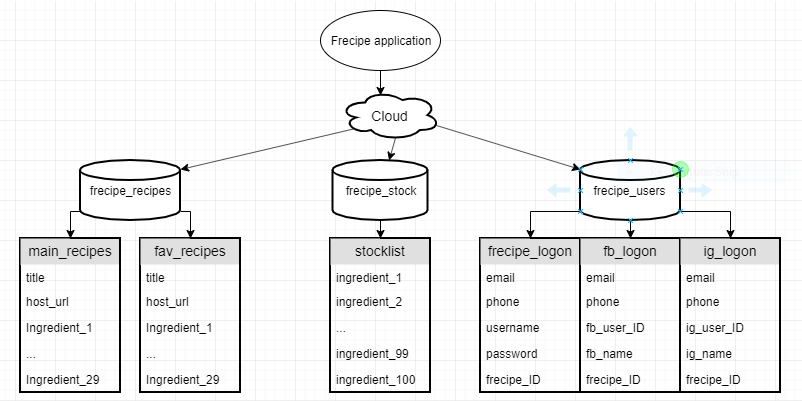 Frecipe application
Cloud
frecipe_recipes
frecipe_stock
frecipe_users
main_recipes
title
host_url
Ingredient_1
...
Ingredient_29
fav_recipes
title
host_url
Ingredient_1
...
Ingredient_29
stocklist
ingredient_1
ingredient_2
...
ingredient_99
ingredient_100
frecipe_logon
email
phone
username
password
frecipe_ID
fb_logon
email
phone
fb_user_ID
fb_name
frecipe_ID
ig_logon
email
phone
ig_user_ID
ig_name
frecipe_ID